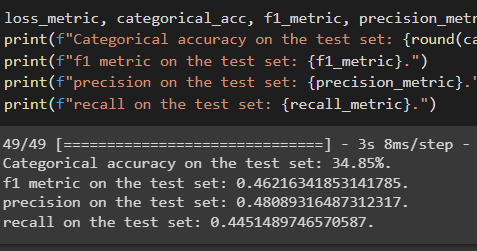 loss_metric, categorical_acc, f1_metric, precision_metr
print(f"Categorical accuracy on the test set: {round(ca
print(f"f1 metric on the test set: {f1_metric}.")
print(f"precision on the test set: {precision_metric}."
print(f"recall on the test set: {recall_metric}.")
49/49 [==============================] - 3s 8ms/step -
Categorical accuracy on the test set: 34.85%.
f1 metric on the test set: 0.46216341853141785.
precision on the test set: 0.48089316487312317.
recall on the test set: 0.4451489746570587.